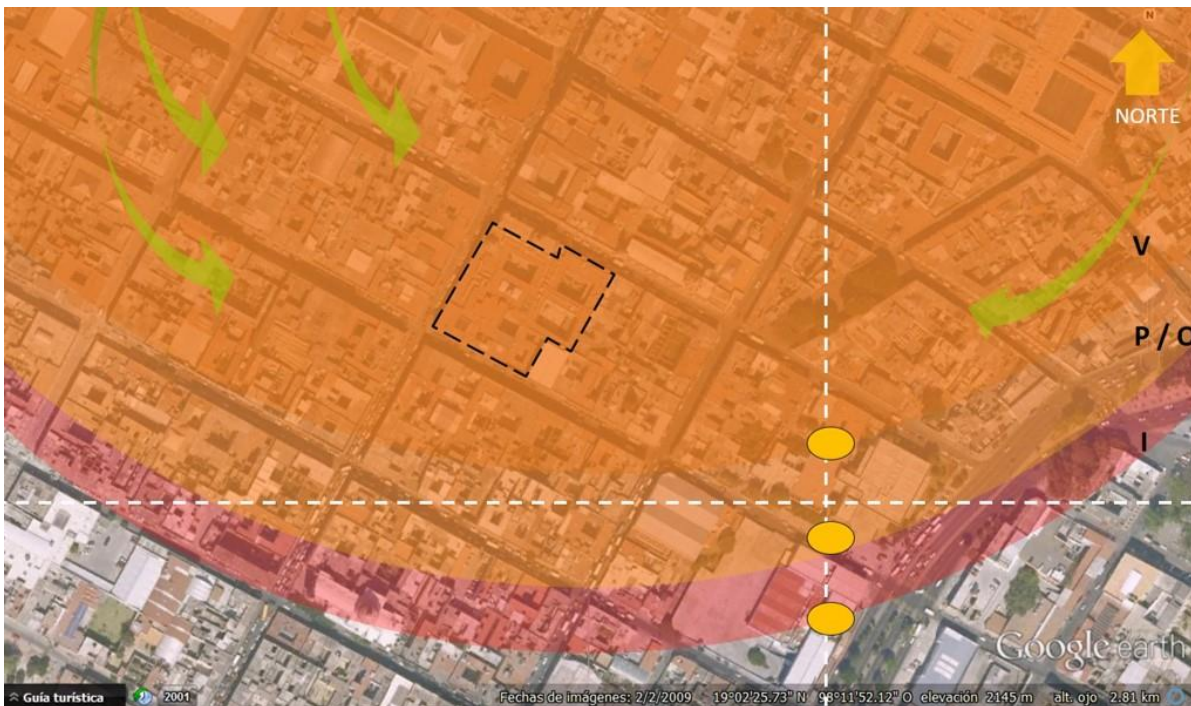 N
NORTE
V
P / O
I
Google earth
Guía turística
2001
Fechas de imágenes: 2/2/2009 19°02'25.73" N 98°11'52.12" O elevación 2145 m alt. ojo 2.81 km